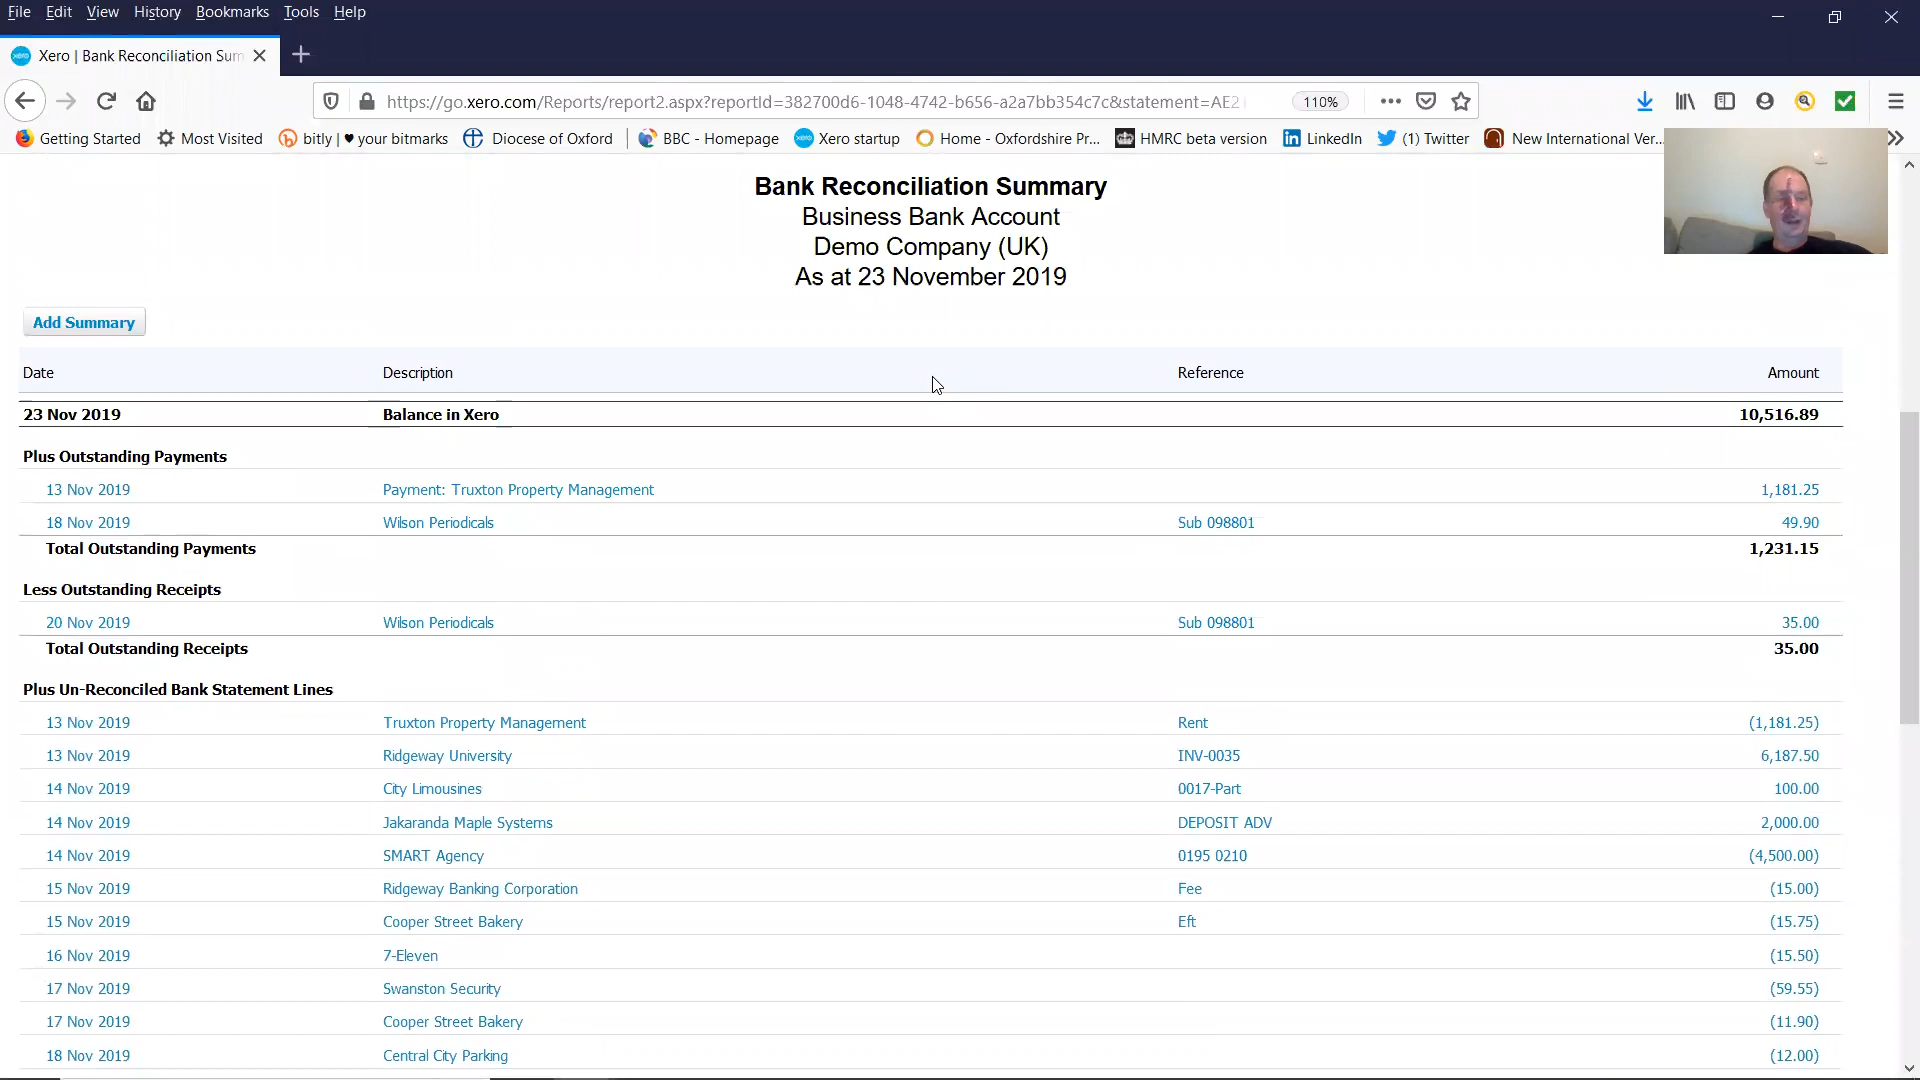 File Edit View History Bookmarks Tools Help
Xero | Bank Reconciliation Sum
https://go.xero.com/Reports/report2.aspx?reportId=382700d6-1048-4742-b656-a2a7bb354c7c&statement=AE2 110%
Getting Started Most Visited bitly | ♥ your bitmarks Diocese of Oxford BBC - Homepage Xero startup Home - Oxfordshire Pr... HMRC beta version LinkedIn (1) Twitter New International Ver...
Bank Reconciliation Summary
Business Bank Account
Demo Company (UK)
As at 23 November 2019
Add Summary
Date Description Reference Amount
23 Nov 2019 Balance in Xero 10,516.89
Plus Outstanding Payments
13 Nov 2019 Payment: Truxton Property Management 1,181.25
18 Nov 2019 Wilson Periodicals Sub 098801 49.90
Total Outstanding Payments 1,231.15
Less Outstanding Receipts
20 Nov 2019 Wilson Periodicals Sub 098801 35.00
Total Outstanding Receipts 35.00
Plus Un-Reconciled Bank Statement Lines
13 Nov 2019 Truxton Property Management Rent (1,181.25)
13 Nov 2019 Ridgeway University INV-0035 6,187.50
14 Nov 2019 City Limousines 0017-Part 100.00
14 Nov 2019 Jakaranda Maple Systems DEPOSIT ADV 2,000.00
14 Nov 2019 SMART Agency 0195 0210 (4,500.00)
15 Nov 2019 Ridgeway Banking Corporation Fee (15.00)
15 Nov 2019 Cooper Street Bakery Eft (15.75)
16 Nov 2019 7-Eleven (15.50)
17 Nov 2019 Swanston Security (59.55)
17 Nov 2019 Cooper Street Bakery (11.90)
18 Nov 2019 Central City Parking (12.00)